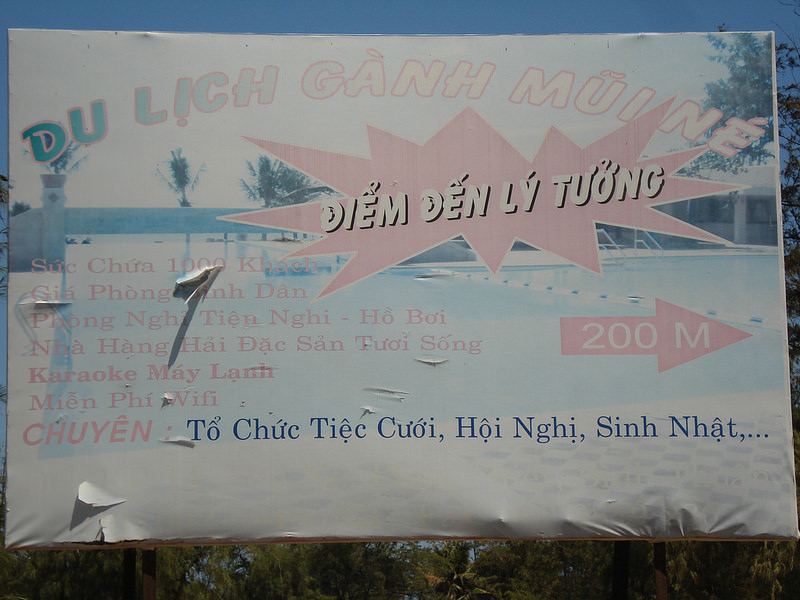 DU LỊCH GÀNH MŨI NÉ
ĐIỂM ĐẾN LÝ TƯỞNG
Sức Chứa 1000 Khách
Giá Phòng Bình Dân
Phòng Nghỉ Tiện Nghi - Hồ Bơi
Nhà Hàng Hải Đặc Sản Tươi Sống
Karaoke Máy Lạnh
Miễn Phí Wifi
200 M
CHUYÊN : Tổ Chức Tiệc Cưới, Hội Nghị, Sinh Nhật,...